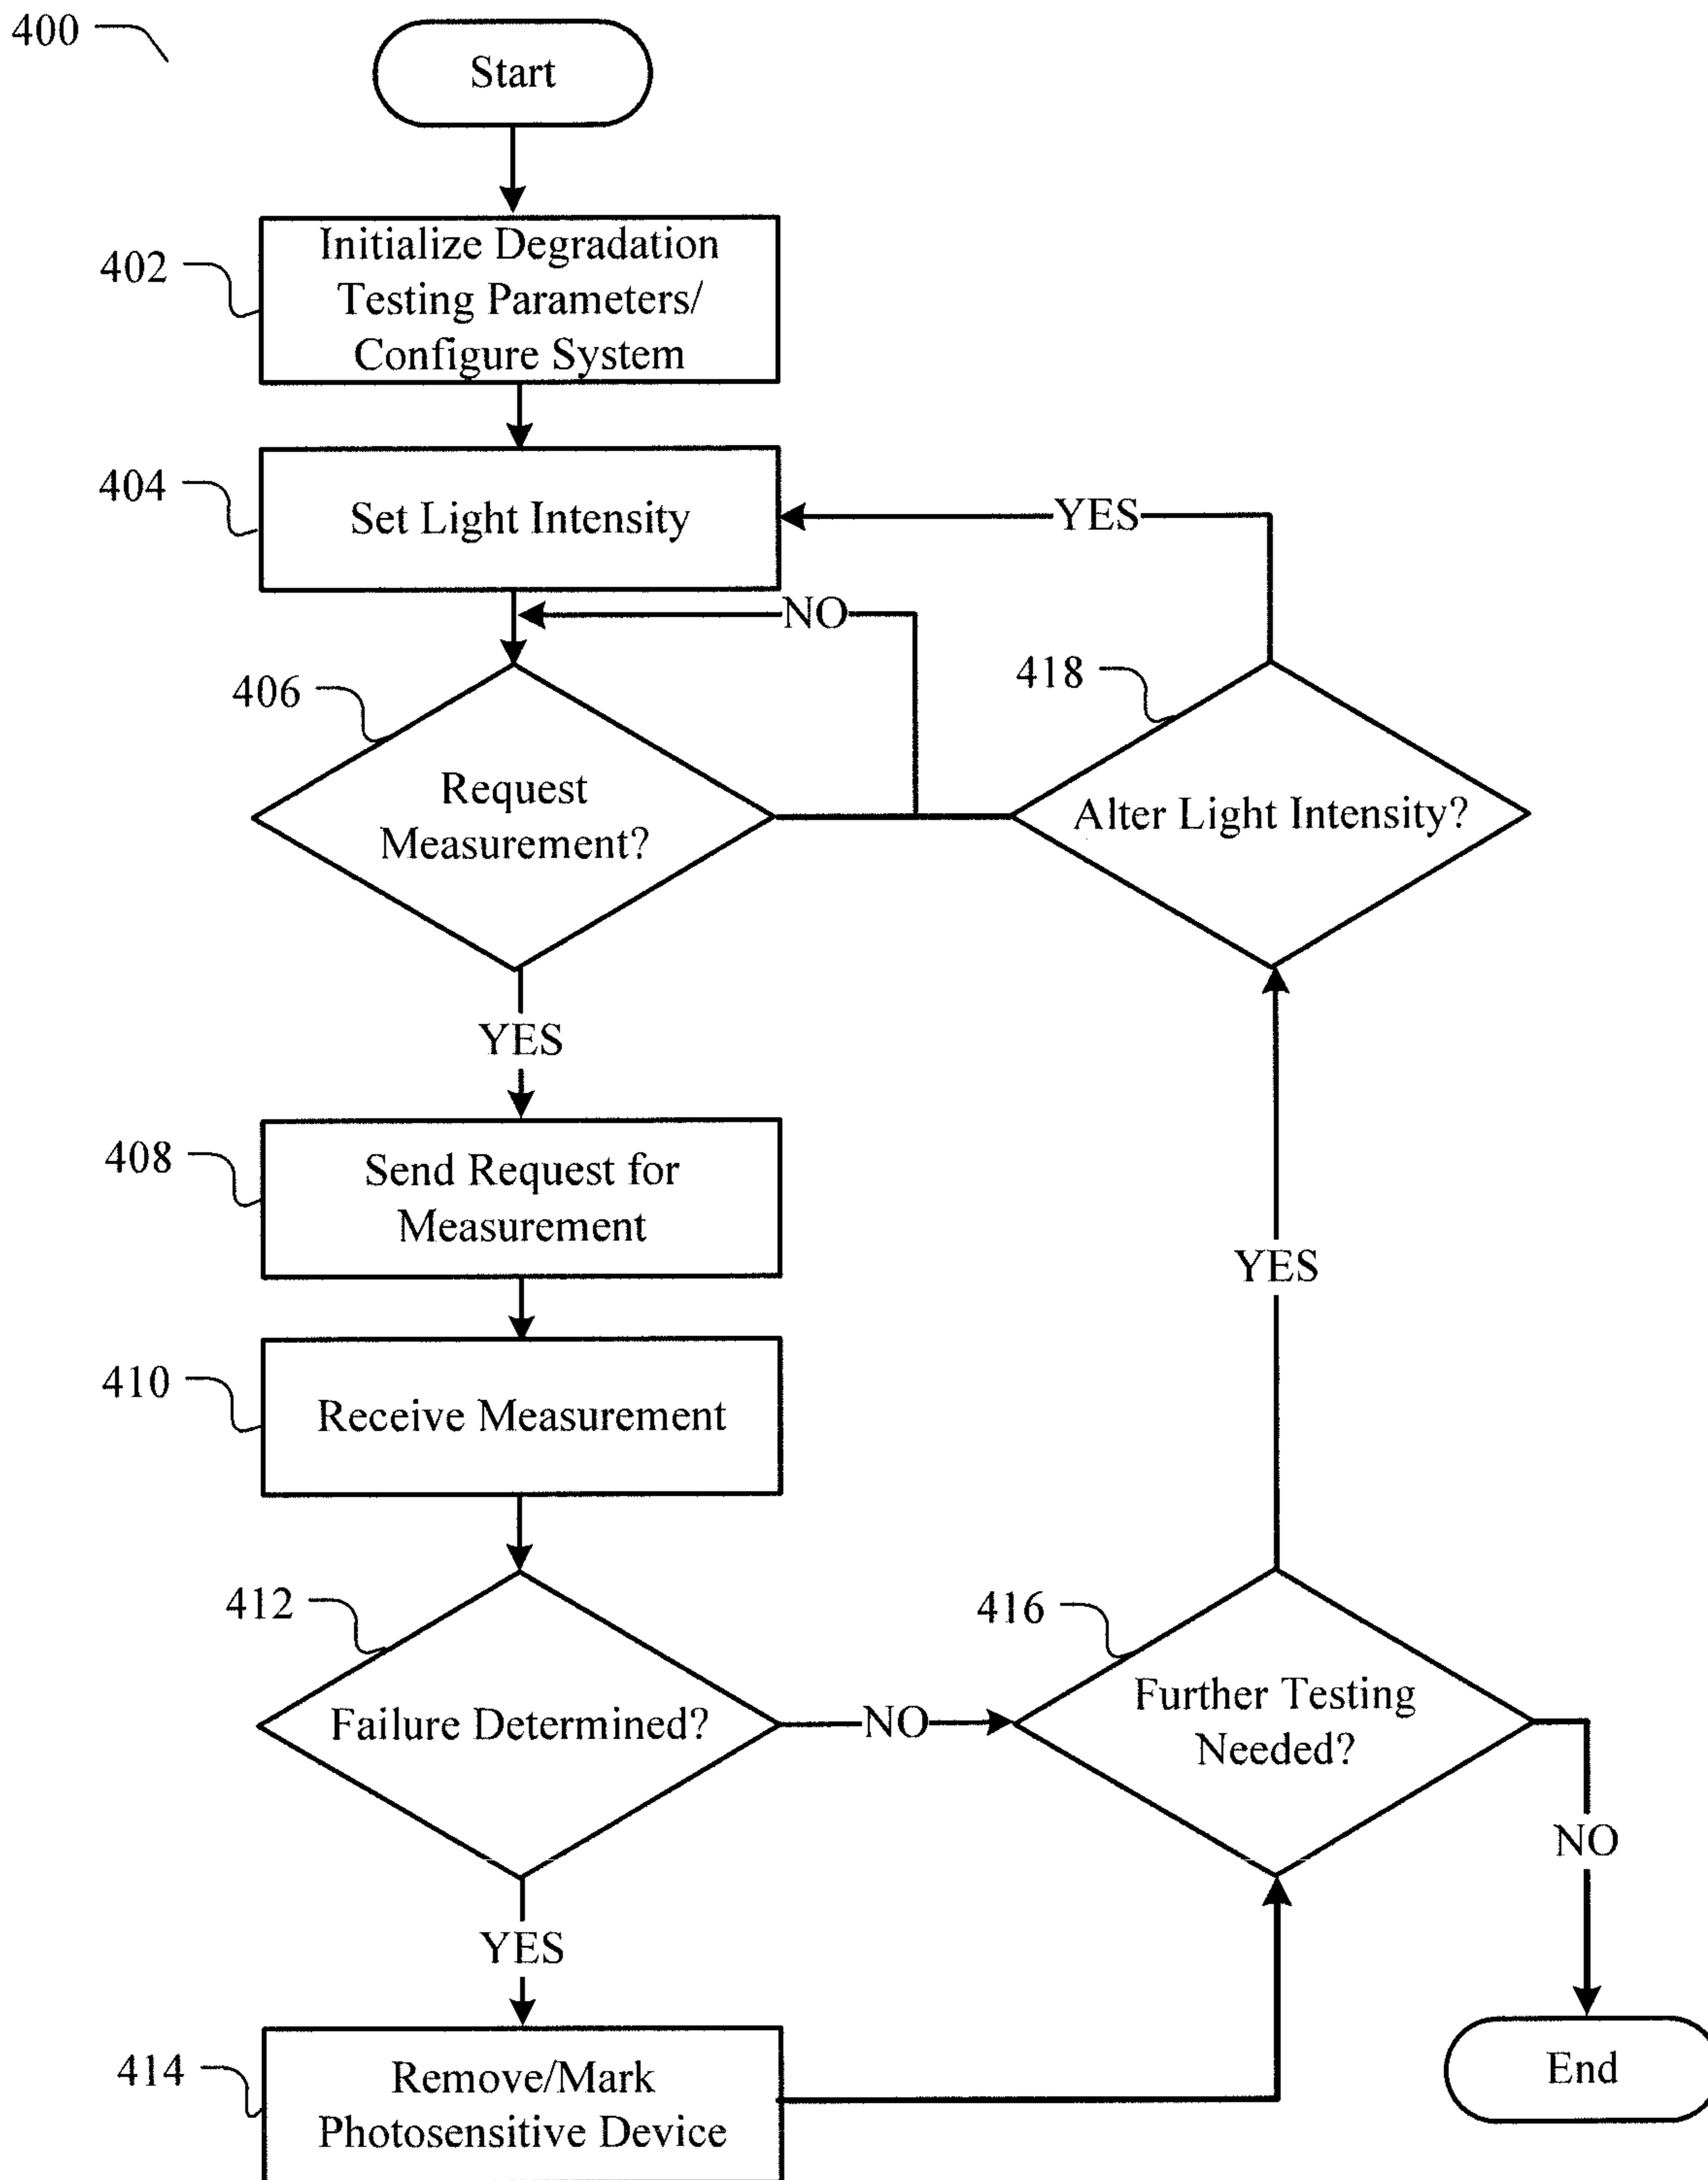 400
Start
402
Initialize Degradation
Testing Parameters/
Configure System
404
Set Light Intensity
YES
NO
406
Request
Measurement?
418
Alter Light Intensity?
YES
408
Send Request for
Measurement
YES
410
Receive Measurement
412
Failure Determined?
NO
416
Further Testing
Needed?
NO
YES
414
Remove/Mark
Photosensitive Device
End